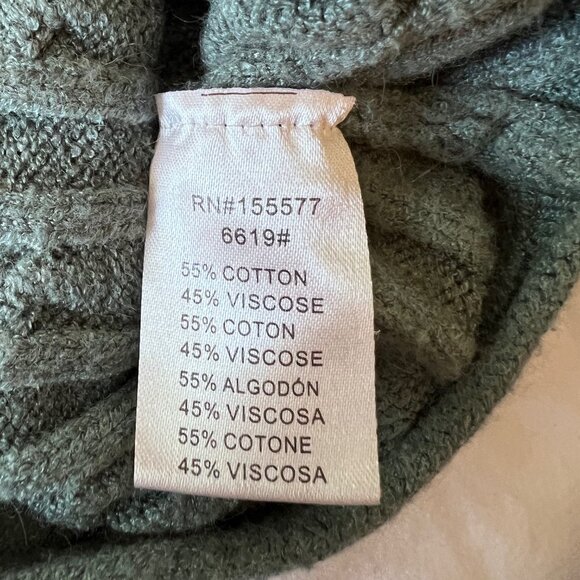 RN#155577
6619#
55% COTTON
45% VISCOSE
55% COTON
45% VISCOSE
55% ALGODÓN
45% VISCOSA
55% COTONE
45% VISCOSA